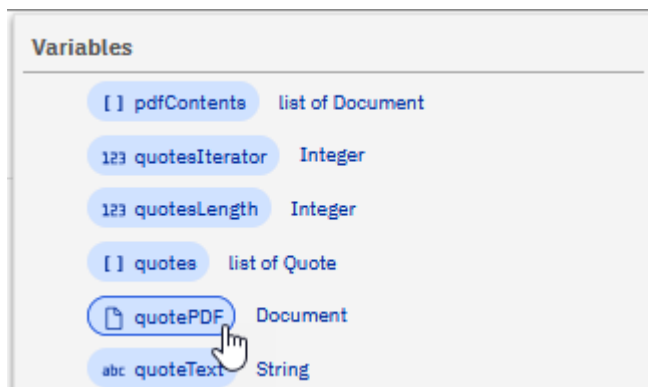 Variables
[ ] pdfContents list of Document
123 quotesIterator Integer
123 quotesLength Integer
[ ] quotes list of Quote
quotePDF Document
abc quoteText String